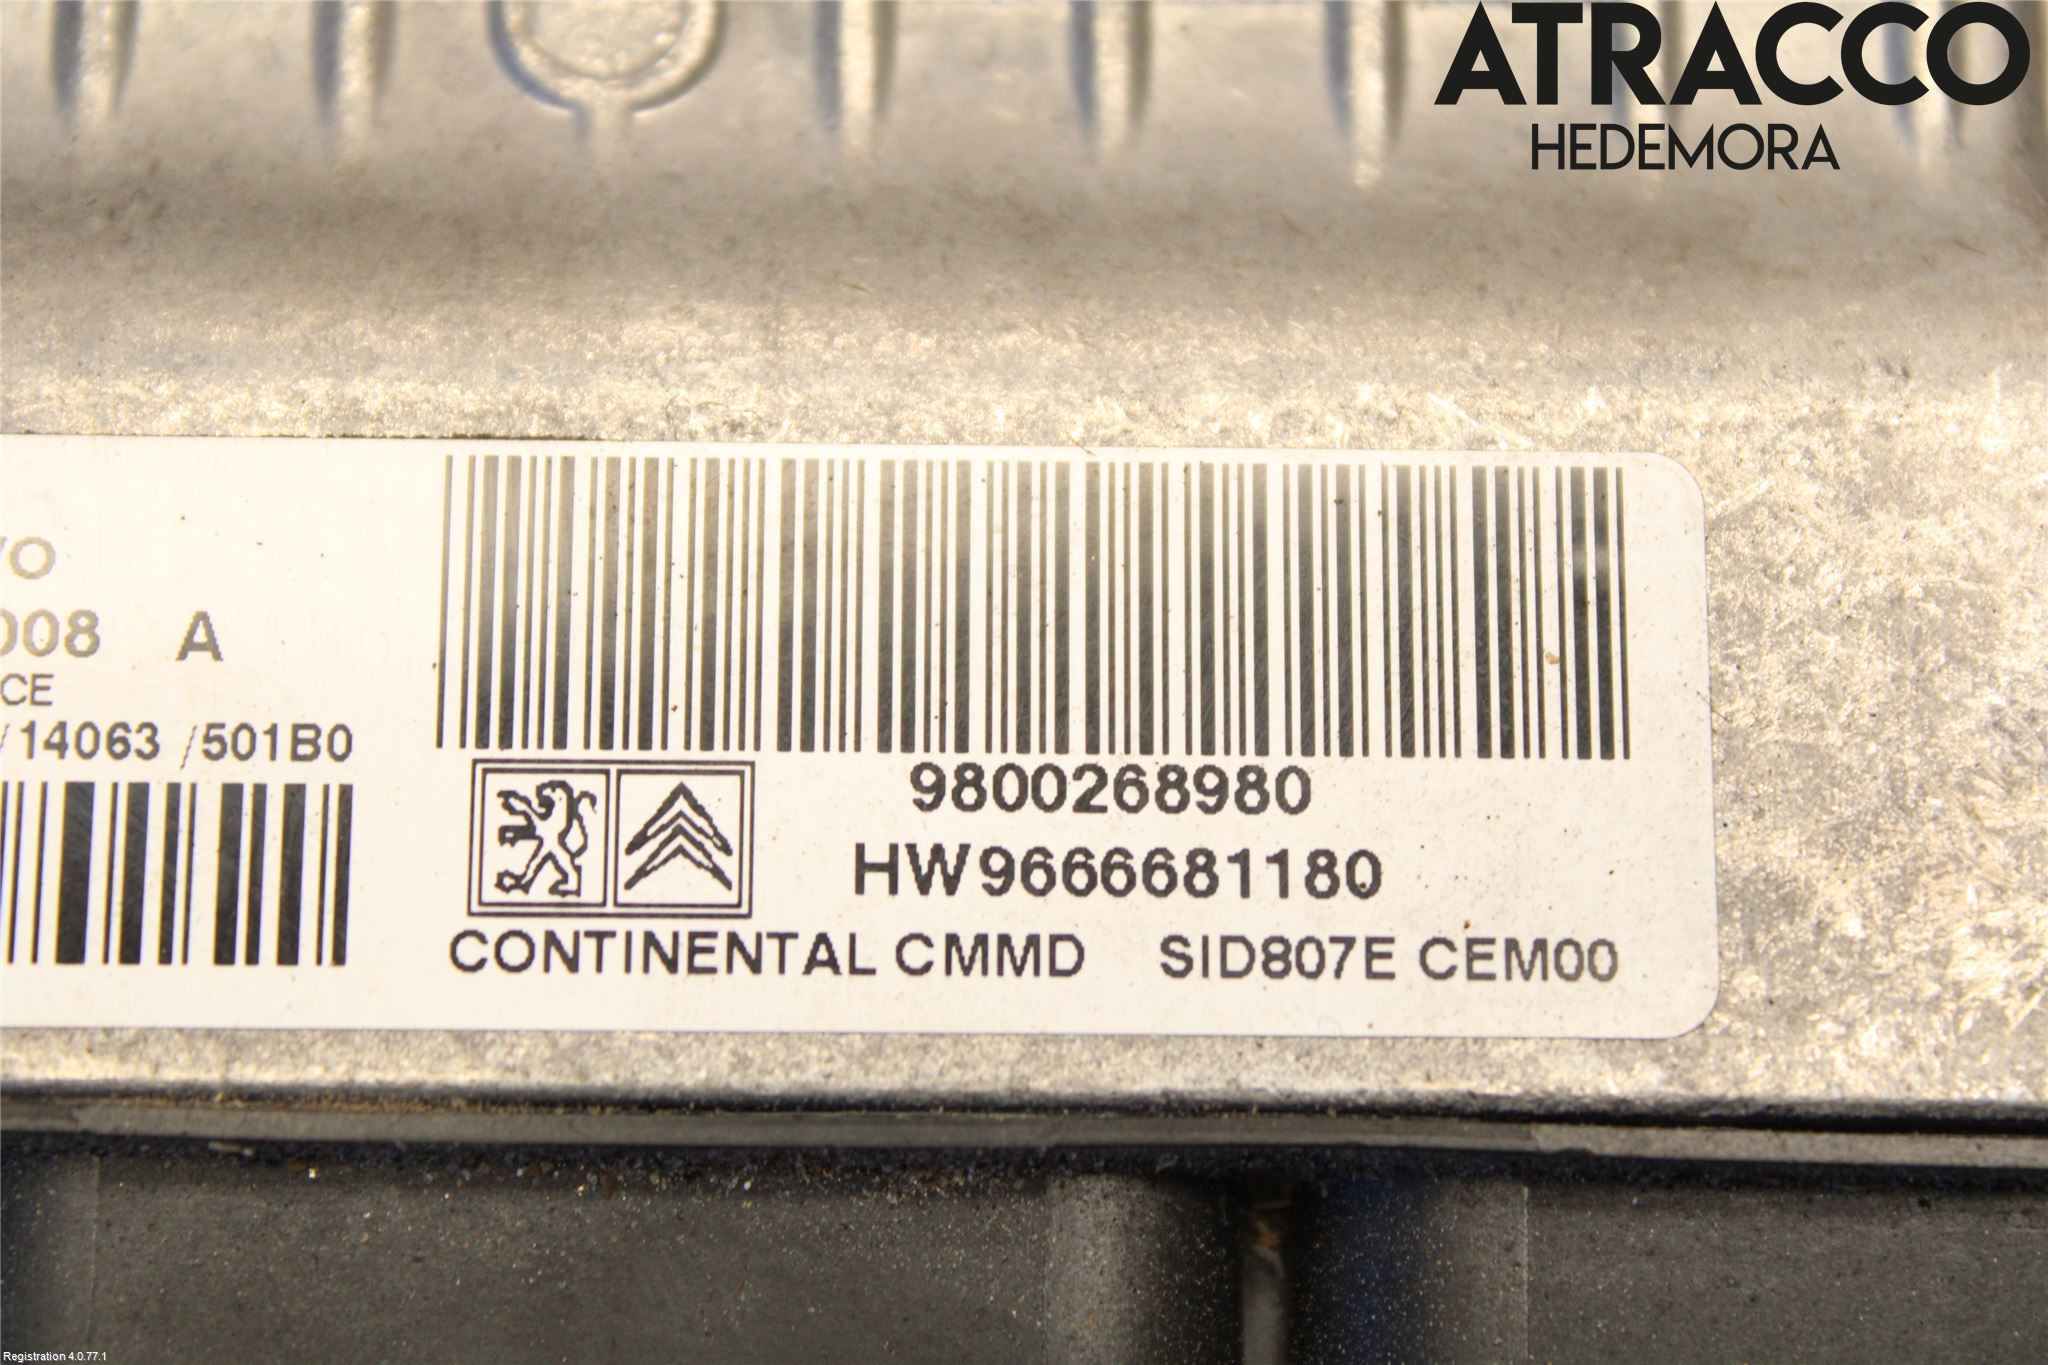 ATRACCO
HEDEMORA
008 A
CE
/14063 /501B0
9800268980
HW9666681180
CONTINENTAL CMMD SID807E CEM00
Registration 4.0.77.1